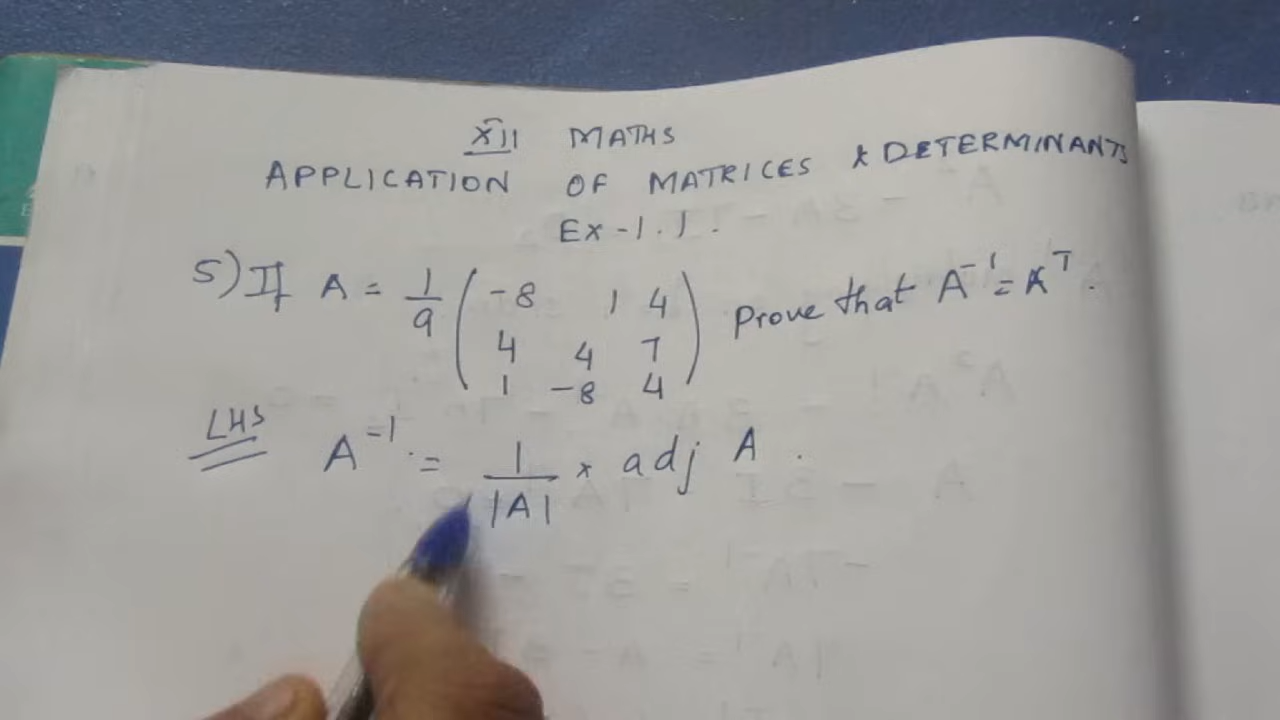 XII MATHS
APPLICATION OF MATRICES & DETERMINANTS
Ex-1.1.
5) If A = 1/9 ( -8 1 4 Prove that A⁻¹ = Aᵀ.
4 4 7
1 -8 4 )
LHS A⁻¹ = 1/|A| × adj A.